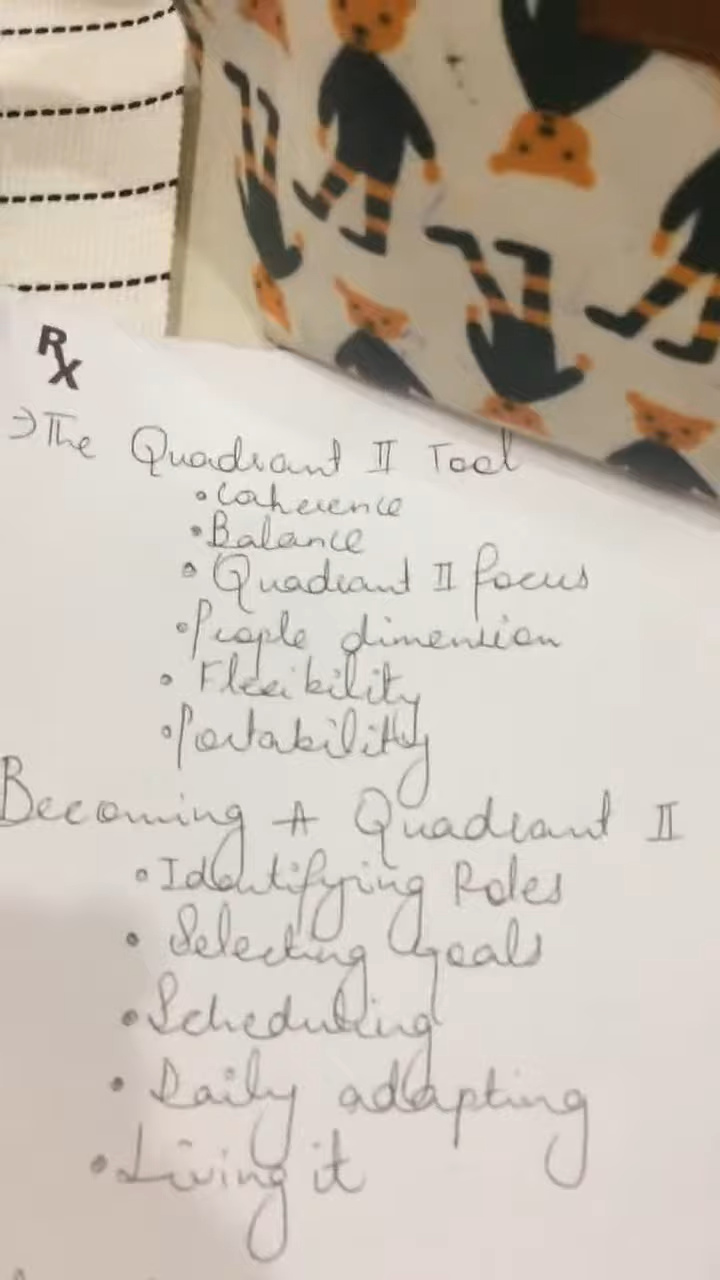 Rx
→The Quadrant II Tool
• Coherence
• Balance
• Quadrant II focus
• People dimension
• Flexibility
• Portability
Becoming A Quadrant II
• Identifying Roles
• Selecting goals
• Scheduling
• Daily adapting
• Living it